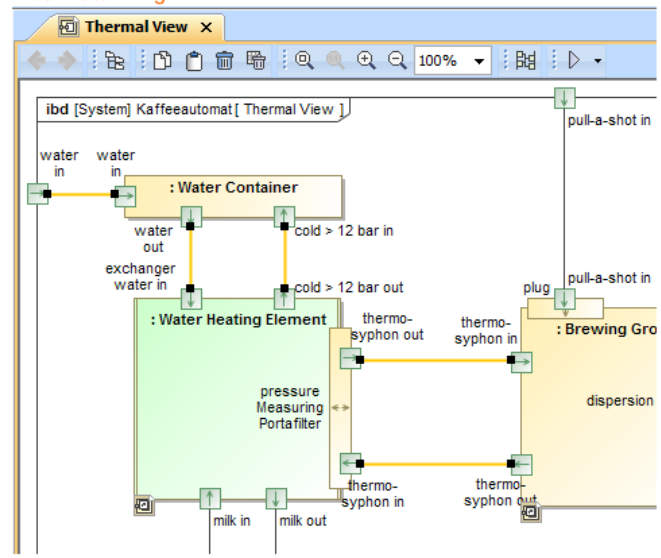 Thermal View X
100%
ibd [System] Kaffeeautomat[ Thermal View ]
pull-a-shot in
water
in
water
in
: Water Container
water
out
cold > 12 bar in
exchanger
water in
cold > 12 bar out
plug
pull-a-shot in
: Water Heating Element
thermo-
syphon out
thermo-
syphon in
: Brewing Gro
pressure
Measuring
Portafilter
dispersion
thermo-
syphon in
thermo-
syphon out
milk in
milk out